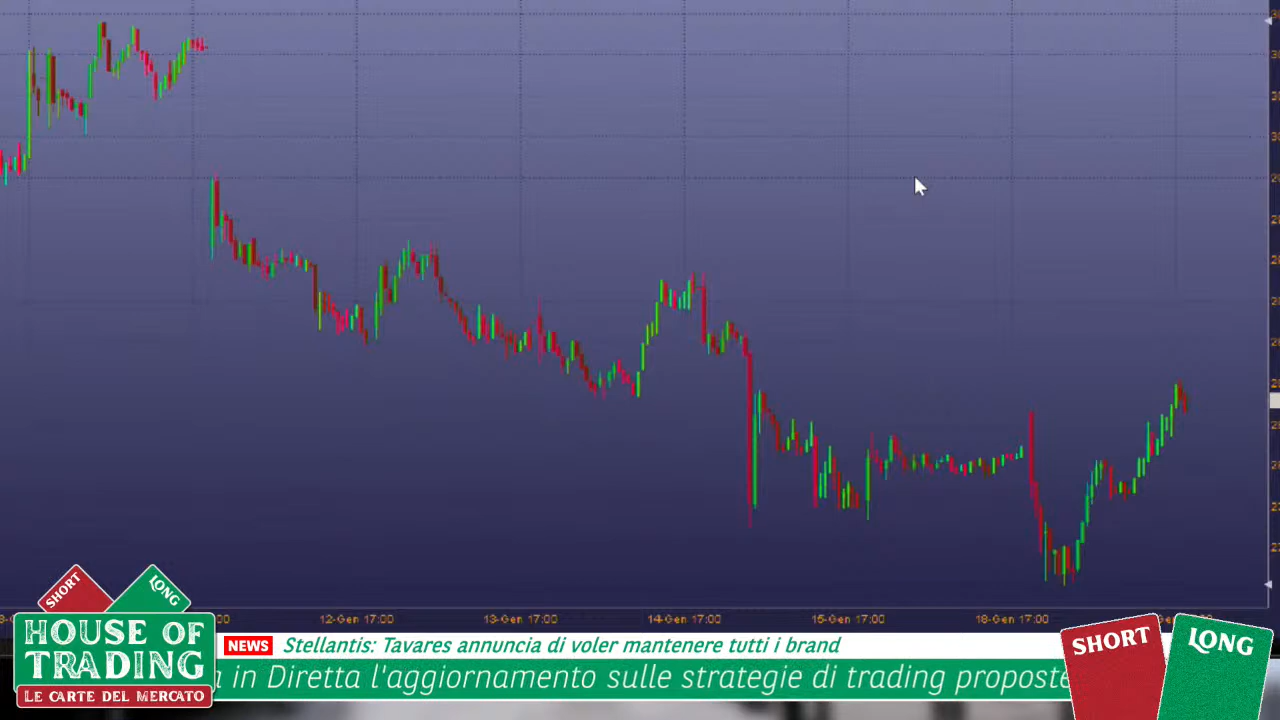 12-Gen 17:00
13-Gen 17:00
14-Gen 17:00
15-Gen 17:00
18-Gen 17:00
SHORT
LONG
HOUSE OF
TRADING
LE CARTE DEL MERCATO
NEWS
Stellantis: Tavares annuncia di voler mantenere tutti i brand
in Diretta l'aggiornamento sulle strategie di trading proposte
SHORT
LONG